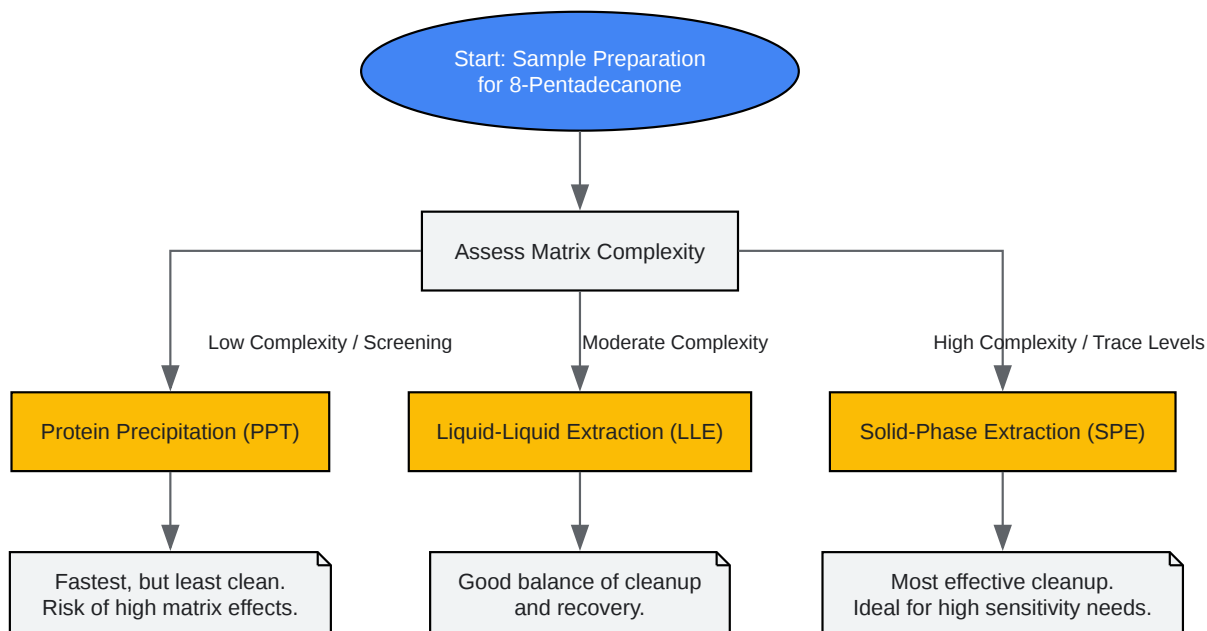 Start: Sample Preparation
for 8-Pentadecanone
Assess Matrix Complexity
Low Complexity / Screening
Moderate Complexity
High Complexity / Trace Levels
Protein Precipitation (PPT)
Liquid-Liquid Extraction (LLE)
Solid-Phase Extraction (SPE)
Fastest, but least clean.
Risk of high matrix effects.
Good balance of cleanup
and recovery.
Most effective cleanup.
Ideal for high sensitivity needs.